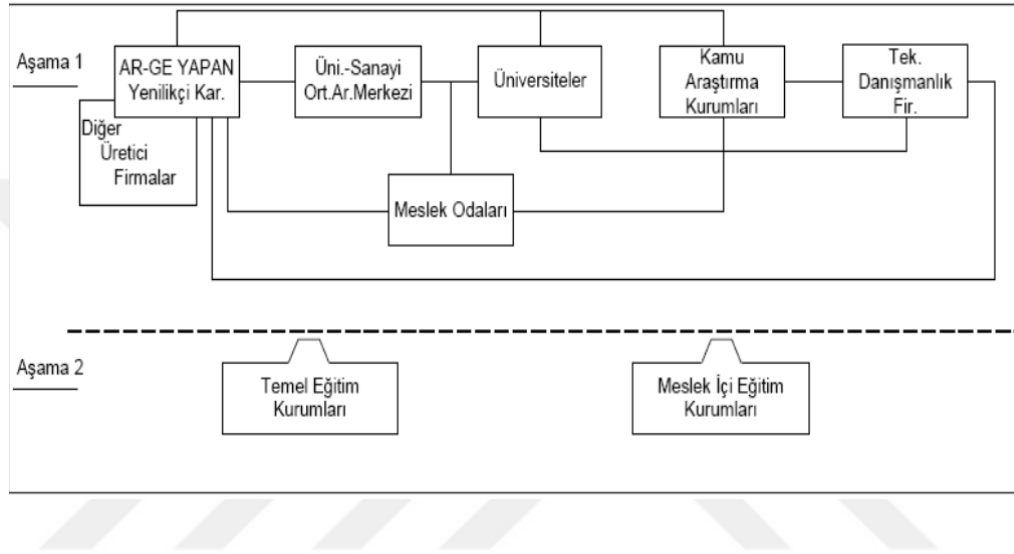 Aşama 1
AR-GE YAPAN
Yenilikçi Kar.
Üni.-Sanayi
Ort.Ar.Merkezi
Üniversiteler
Kamu
Araştırma
Kurumları
Tek.
Danışmanlık
Fir.
Diğer
Üretici
Firmalar
Meslek Odaları
Aşama 2
Temel Eğitim
Kurumları
Meslek İçi Eğitim
Kurumları